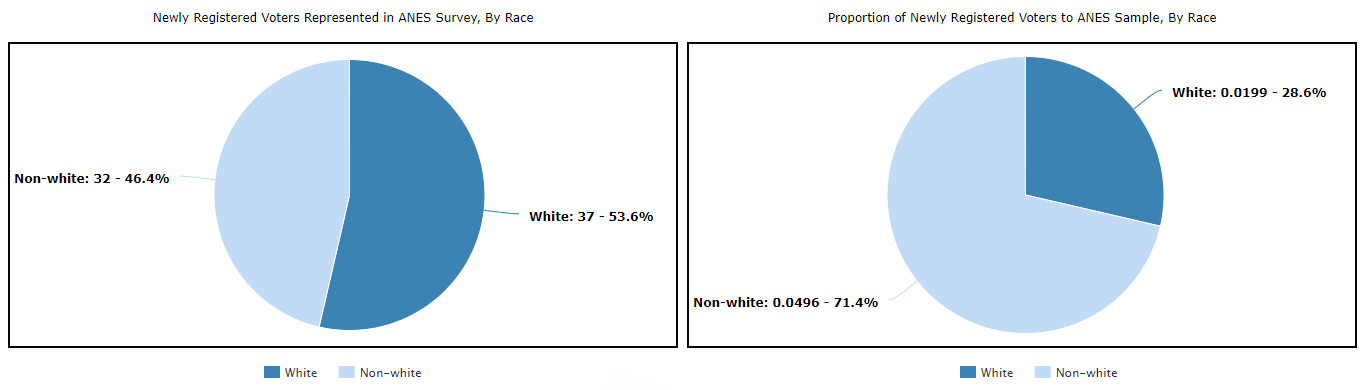 Newly Registered Voters Represented in ANES Survey, By Race
Non-white: 32 - 46.4%
White: 37 - 53.6%
White
Non-white
Proportion of Newly Registered Voters to ANES Sample, By Race
White: 0.0199 - 28.6%
Non-white: 0.0496 - 71.4%
White
Non-white